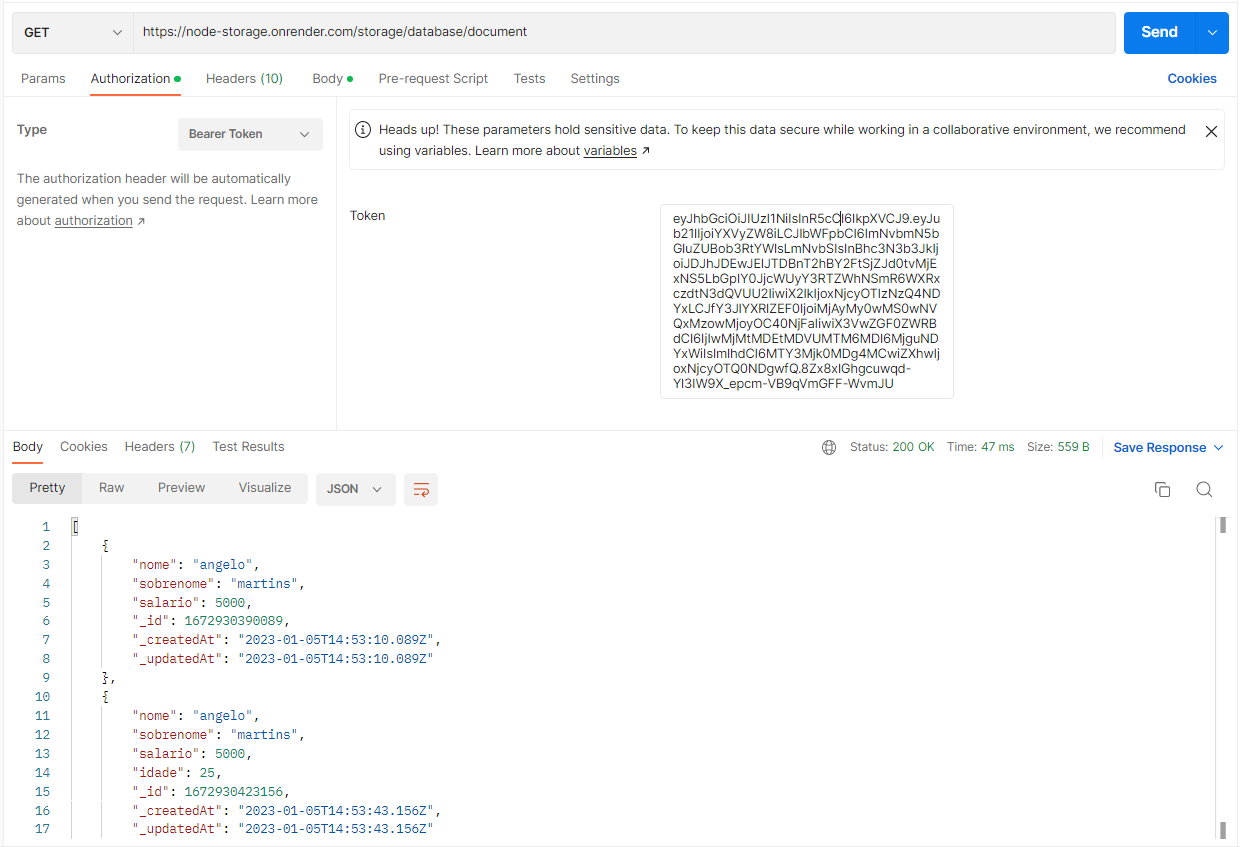 GET
https://node-storage.onrender.com/storage/database/document
Send
Params Authorization Headers (10) Body Pre-request Script Tests Settings Cookies
Type
Bearer Token
The authorization header will be automatically
generated when you send the request. Learn more
about authorization ↗
Heads up! These parameters hold sensitive data. To keep this data secure while working in a collaborative environment, we recommend
using variables. Learn more about variables ↗
Token
Body Cookies Headers (7) Test Results
Status: 200 OK Time: 47 ms Size: 559 B Save Response
Pretty Raw Preview Visualize JSON
1 [
2 {
3 "nome": "angelo",
4 "sobrenome": "martins",
5 "salario": 5000,
6 "_id": 1672930390089,
7 "_createdAt": "2023-01-05T14:53:10.089Z",
8 "_updatedAt": "2023-01-05T14:53:10.089Z"
9 },
10 {
11 "nome": "angelo",
12 "sobrenome": "martins",
13 "salario": 5000,
14 "idade": 25,
15 "_id": 1672930423156,
16 "_createdAt": "2023-01-05T14:53:43.156Z",
17 "_updatedAt": "2023-01-05T14:53:43.156Z"